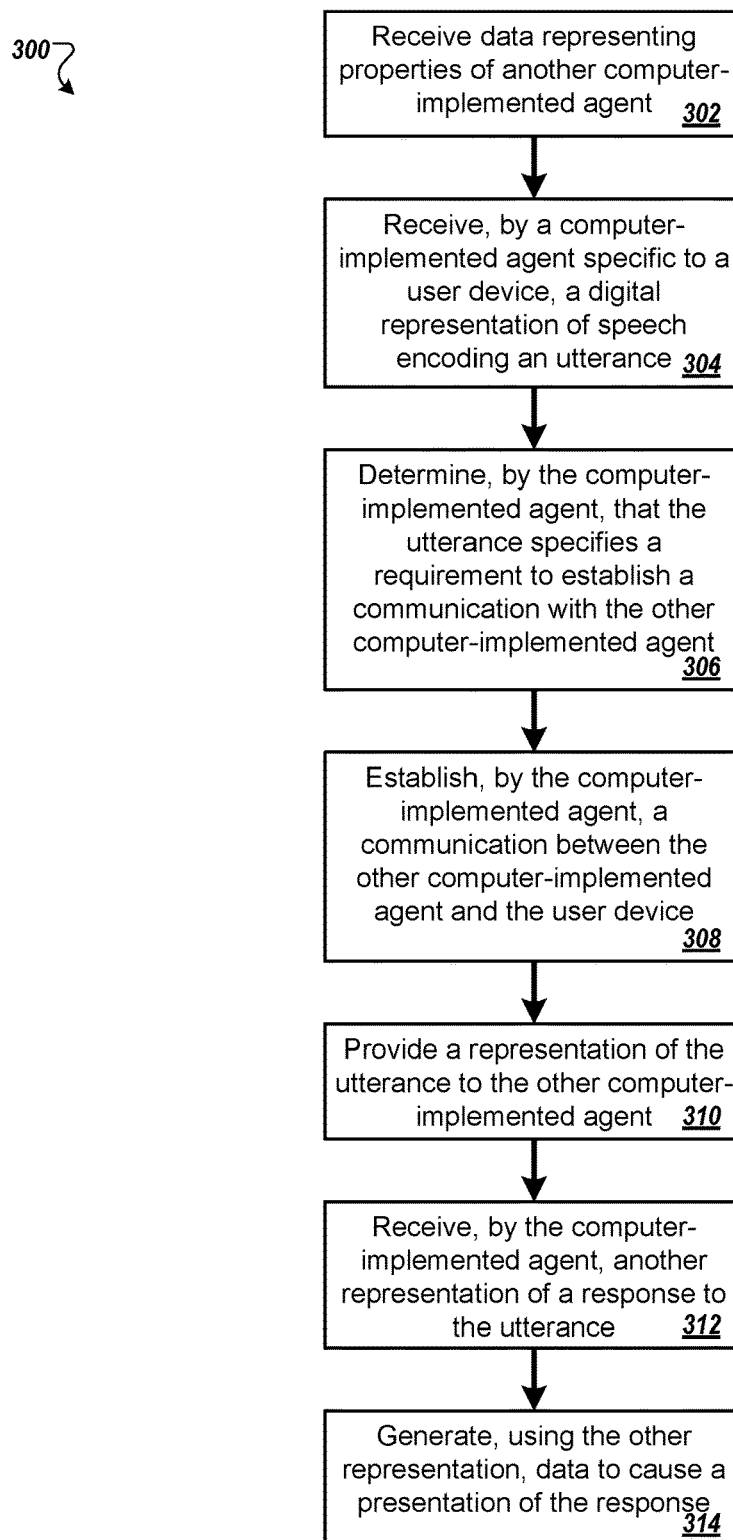 300
Receive data representing
properties of another computer-
implemented agent 302
Receive, by a computer-
implemented agent specific to a
user device, a digital
representation of speech
encoding an utterance 304
Determine, by the computer-
implemented agent, that the
utterance specifies a
requirement to establish a
communication with the other
computer-implemented agent
306
Establish, by the computer-
implemented agent, a
communication between the
other computer-implemented
agent and the user device
308
Provide a representation of the
utterance to the other computer-
implemented agent 310
Receive, by the computer-
implemented agent, another
representation of a response to
the utterance 312
Generate, using the other
representation, data to cause a
presentation of the response
314